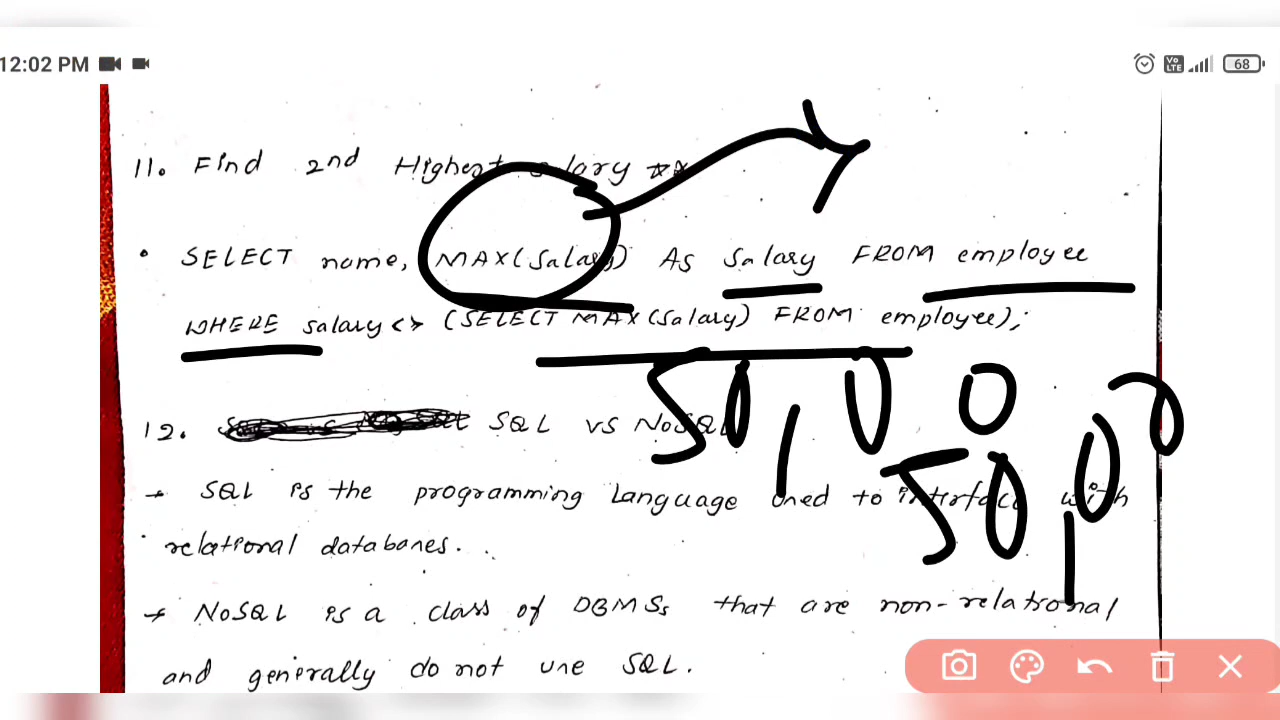 12:02 PM
Vo LTE 68
11. Find 2nd Highest salary ☆☆
• SELECT name, MAX(salary) As salary FROM employee
WHERE salary <> (SELECT MAX(salary) FROM employee);
50,000
50,0
12. SQL vs NoSQL
→ SQL is the programming Language used to interface with
relational databases.
→ NoSQL is a class of DBMSs that are non-relational
and generally do not use SQL.